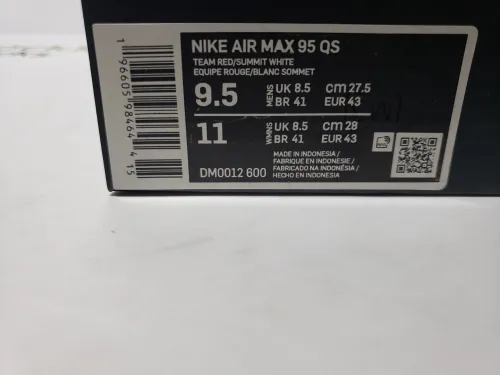 NIKE AIR MAX 95 QS
TEAM RED/SUMMIT WHITE
EQUIPE ROUGE/BLANC SOMMET
9.5 MENS UK 8.5 CM 27.5
BR 41 EUR 43
11 WMNS UK 8.5 CM 28
BR 41 EUR 43
MADE IN INDONESIA /
FABRIQUÉ EN INDONESIE /
FABRICADO NA INDONÉSIA /
HECHO EN INDONESIA
DM0012 600
1 96605 98464 4 15